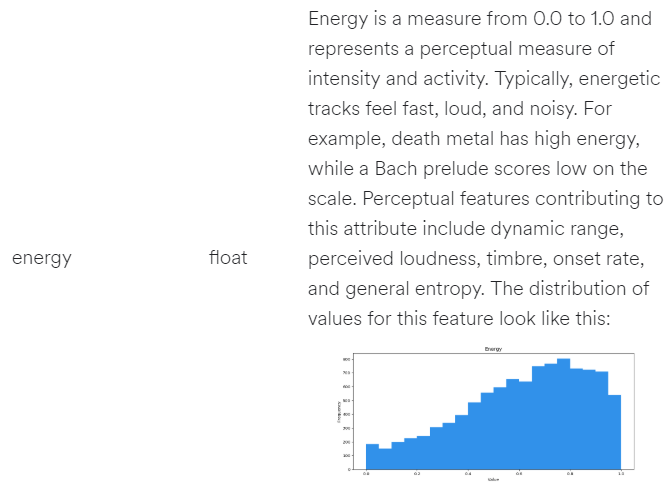 Energy is a measure from 0.0 to 1.0 and
represents a perceptual measure of
intensity and activity. Typically, energetic
tracks feel fast, loud, and noisy. For
example, death metal has high energy,
while a Bach prelude scores low on the
scale. Perceptual features contributing to
this attribute include dynamic range,
energy float perceived loudness, timbre, onset rate,
and general entropy. The distribution of
values for this feature look like this:
Energy
800
700
600
500
400
300
200
100
0
Frequency
0.0 0.2 0.4 0.6 0.8 1.0
Value